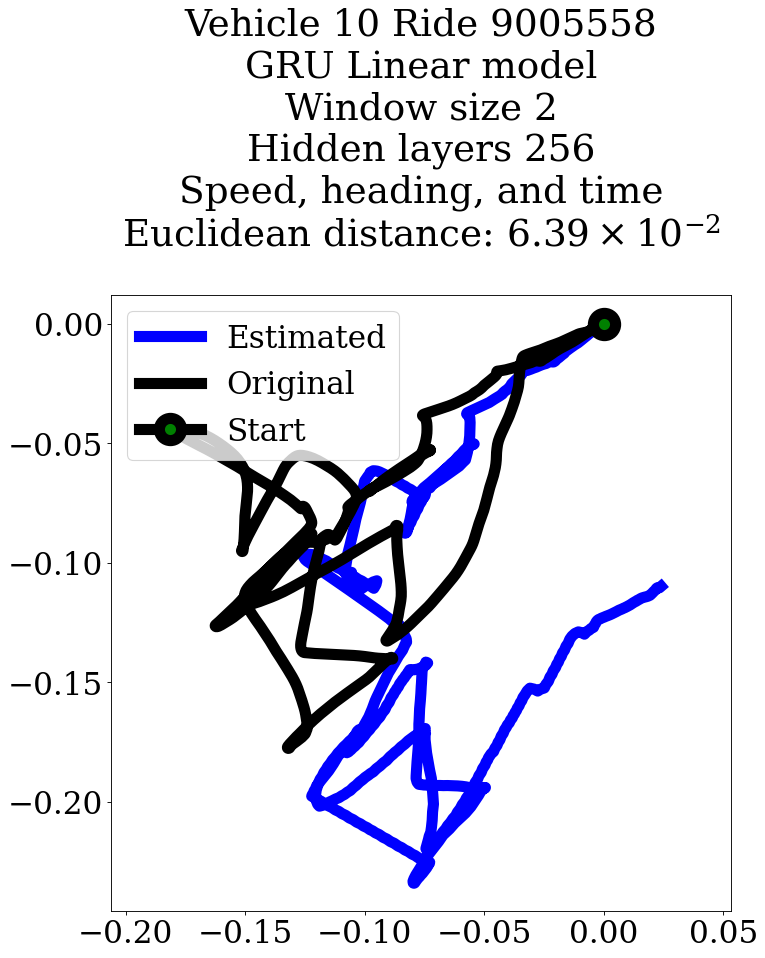 Vehicle 10 Ride 9005558
GRU Linear model
Window size 2
Hidden layers 256
Speed, heading, and time
Euclidean distance: 6.39 × 10⁻²
Estimated
Original
Start
0.00
−0.05
−0.10
−0.15
−0.20
−0.20 −0.15 −0.10 −0.05 0.00 0.05